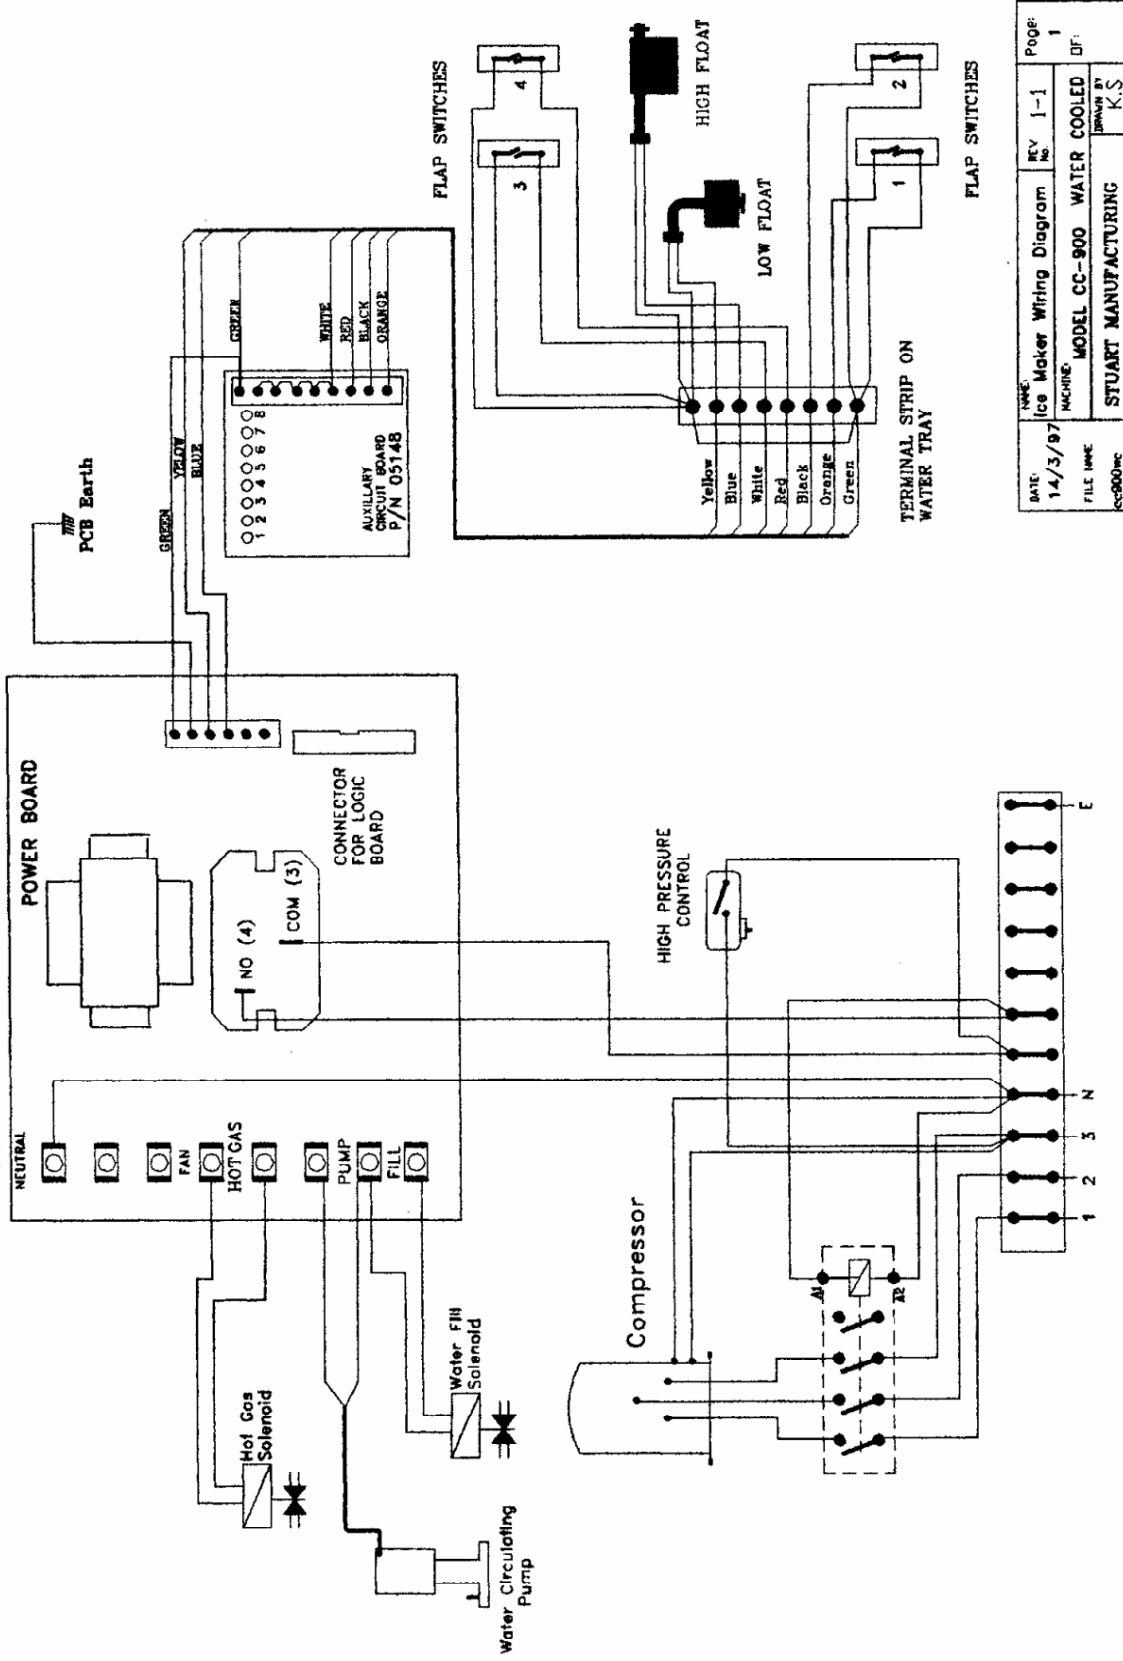 POWER BOARD
NEUTRAL
FAN
HOT GAS
PUMP
FILL
NO (4)
COM (3)
CONNECTOR
FOR LOGIC
BOARD
PCB Earth
GREEN
YELOW
BLUE
GREEN
WHITE
RED
BLACK
ORANGE
1 2 3 4 5 6 7 8
AUXILLARY
CIRCUIT BOARD
P/N 05148
FLAP SWITCHES
3
4
HIGH FLOAT
LOW FLOAT
1
2
FLAP SWITCHES
Yellow
Blue
White
Red
Black
Orange
Green
TERMINAL STRIP ON
WATER TRAY
Hot Gas
Solenoid
Water Circulating
Pump
Water Fill
Solenoid
Compressor
A1
A2
HIGH PRESSURE
CONTROL
1
2
3
N
E
DATE:
14/3/97
FILE NAME
cc900wc
NAME:
Ice Maker Wiring Diagram
REV No. 1-1
Page: 1
OF:
MACHINE:
MODEL CC-900 WATER COOLED
STUART MANUFACTURING
DRAWN BY
K.S